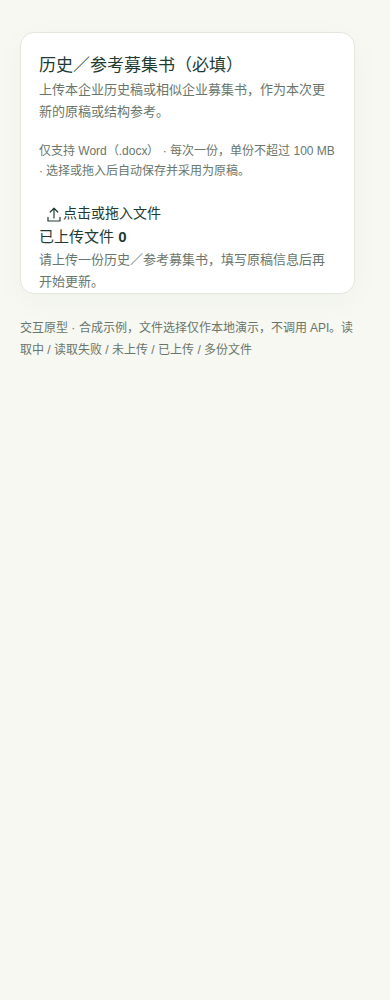 历史／参考募集书（必填）
上传本企业历史稿或相似企业募集书，作为本次更
新的原稿或结构参考。
仅支持 Word（.docx） · 每次一份，单份不超过 100 MB
· 选择或拖入后自动保存并采用为原稿。
点击或拖入文件
已上传文件 0
请上传一份历史／参考募集书，填写原稿信息后再
开始更新。
交互原型 · 合成示例，文件选择仅作本地演示，不调用 API。读
取中 / 读取失败 / 未上传 / 已上传 / 多份文件